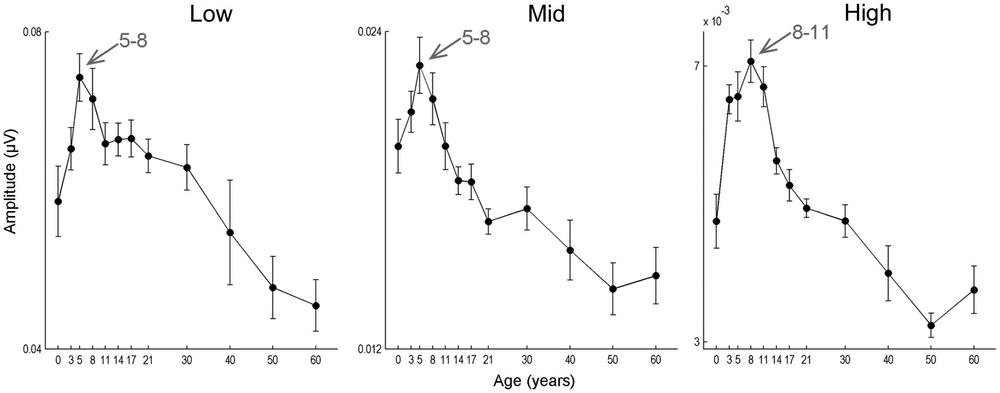 Low
Mid
High
Amplitude (µV)
0.08
0.04
5-8
0 3 5 8 11 14 17 21 30 40 50 60
0.024
0.012
5-8
0 3 5 8 11 14 17 21 30 40 50 60
x 10 -3
7
3
8-11
0 3 5 8 11 14 17 21 30 40 50 60
Age (years)